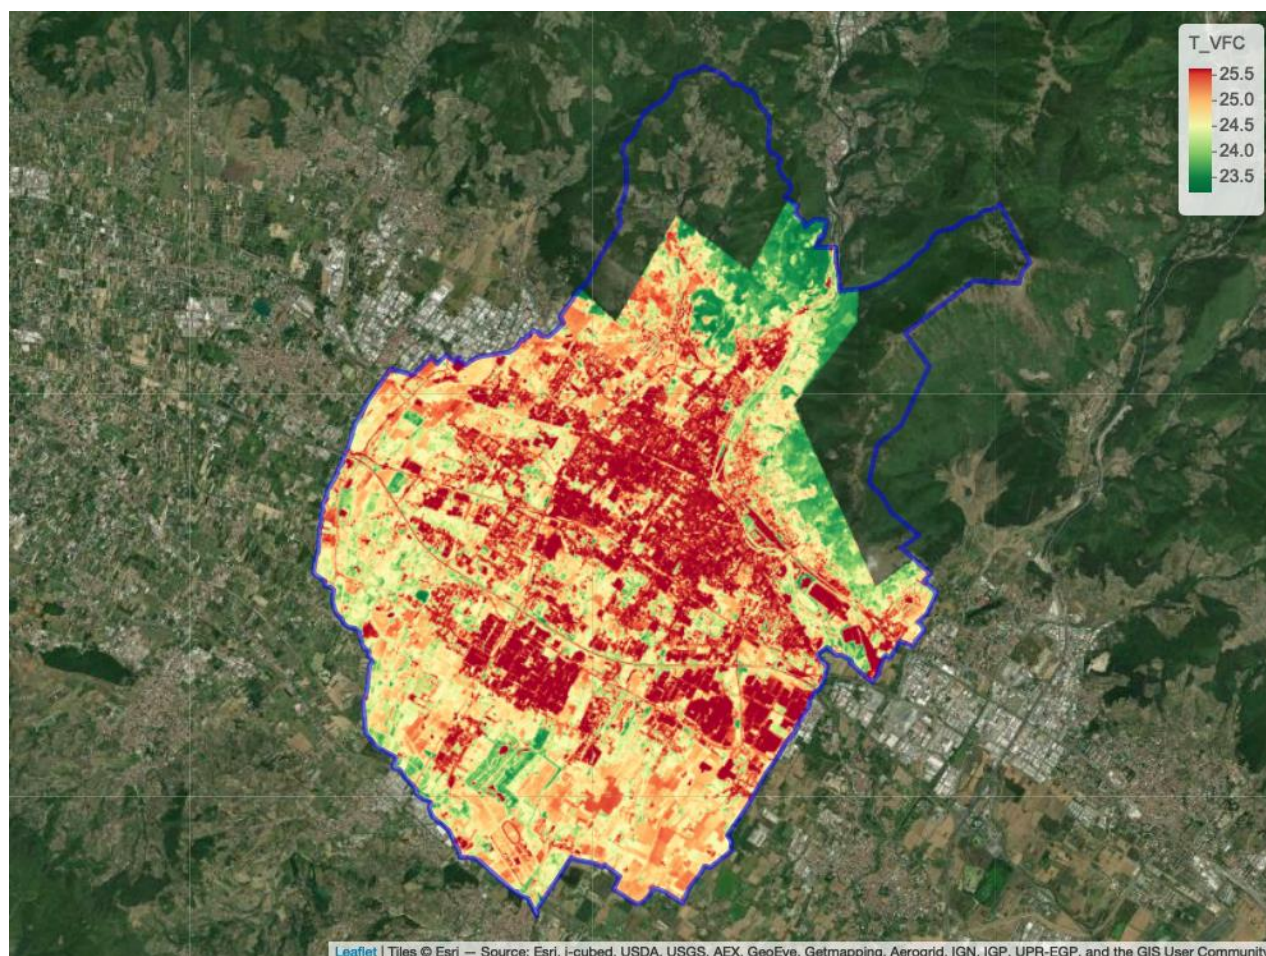 T_VFC
25.5
25.0
24.5
24.0
23.5
Leaflet | Tiles © Esri — Source: Esri, i-cubed, USDA, USGS, AEX, GeoEye, Getmapping, Aerogrid, IGN, IGP, UPR-EGP, and the GIS User Community